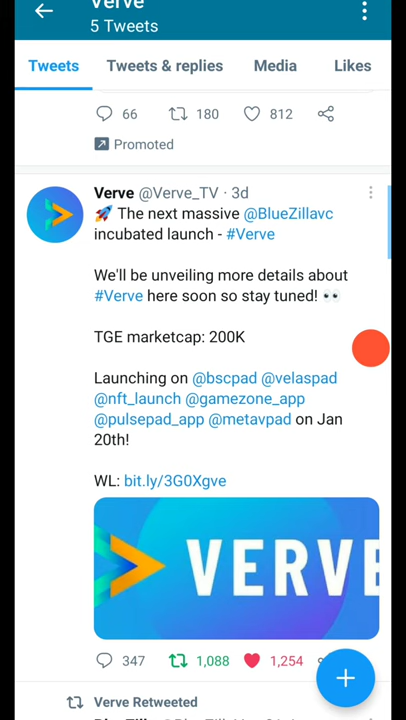 Verve
5 Tweets
Tweets Tweets & replies Media Likes
66 180 812
Promoted
Verve @Verve_TV · 3d
🚀 The next massive @BlueZillavc
incubated launch - #Verve
We'll be unveiling more details about
#Verve here soon so stay tuned! 👀
TGE marketcap: 200K
Launching on @bscpad @velaspad
@nft_launch @gamezone_app
@pulsepad_app @metavpad on Jan
20th!
WL: bit.ly/3G0Xgve
VERVE
347 1,088 1,254
Verve Retweeted